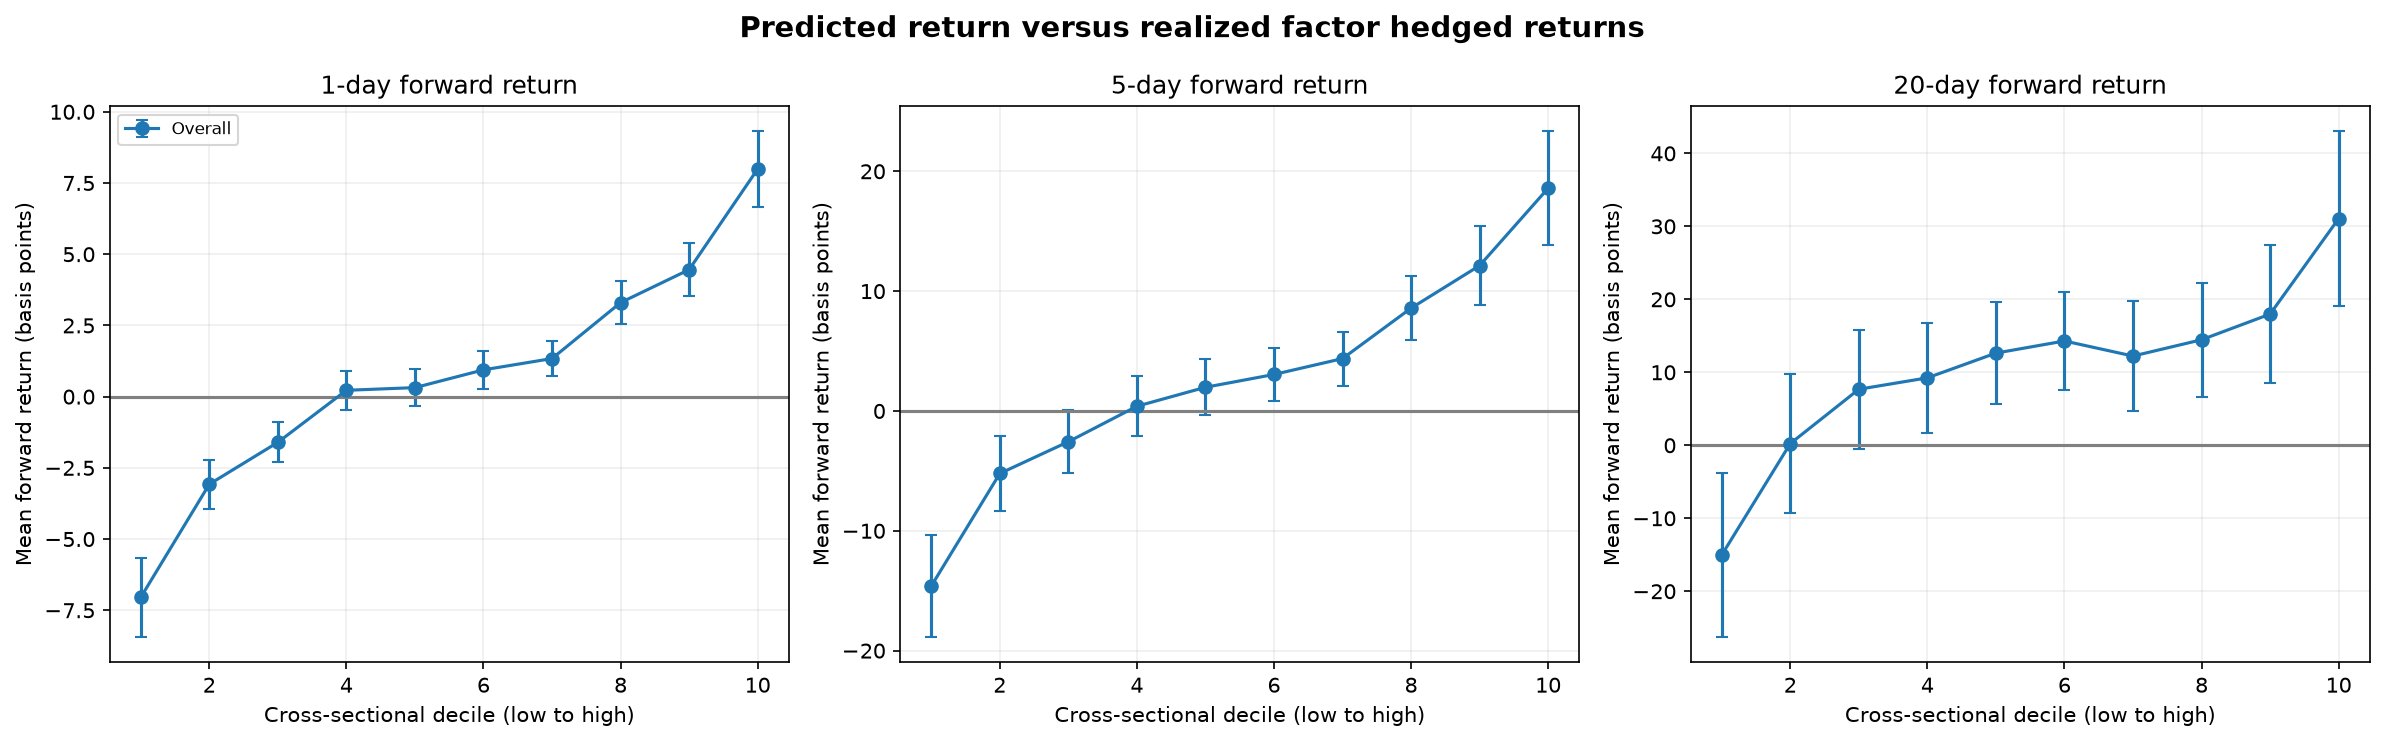 Predicted return versus realized factor hedged returns
1-day forward return
Mean forward return (basis points)
10.0
7.5
5.0
2.5
0.0
−2.5
−5.0
−7.5
Overall
2 4 6 8 10
Cross-sectional decile (low to high)
5-day forward return
Mean forward return (basis points)
20
10
0
−10
−20
2 4 6 8 10
Cross-sectional decile (low to high)
20-day forward return
Mean forward return (basis points)
40
30
20
10
0
−10
−20
2 4 6 8 10
Cross-sectional decile (low to high)